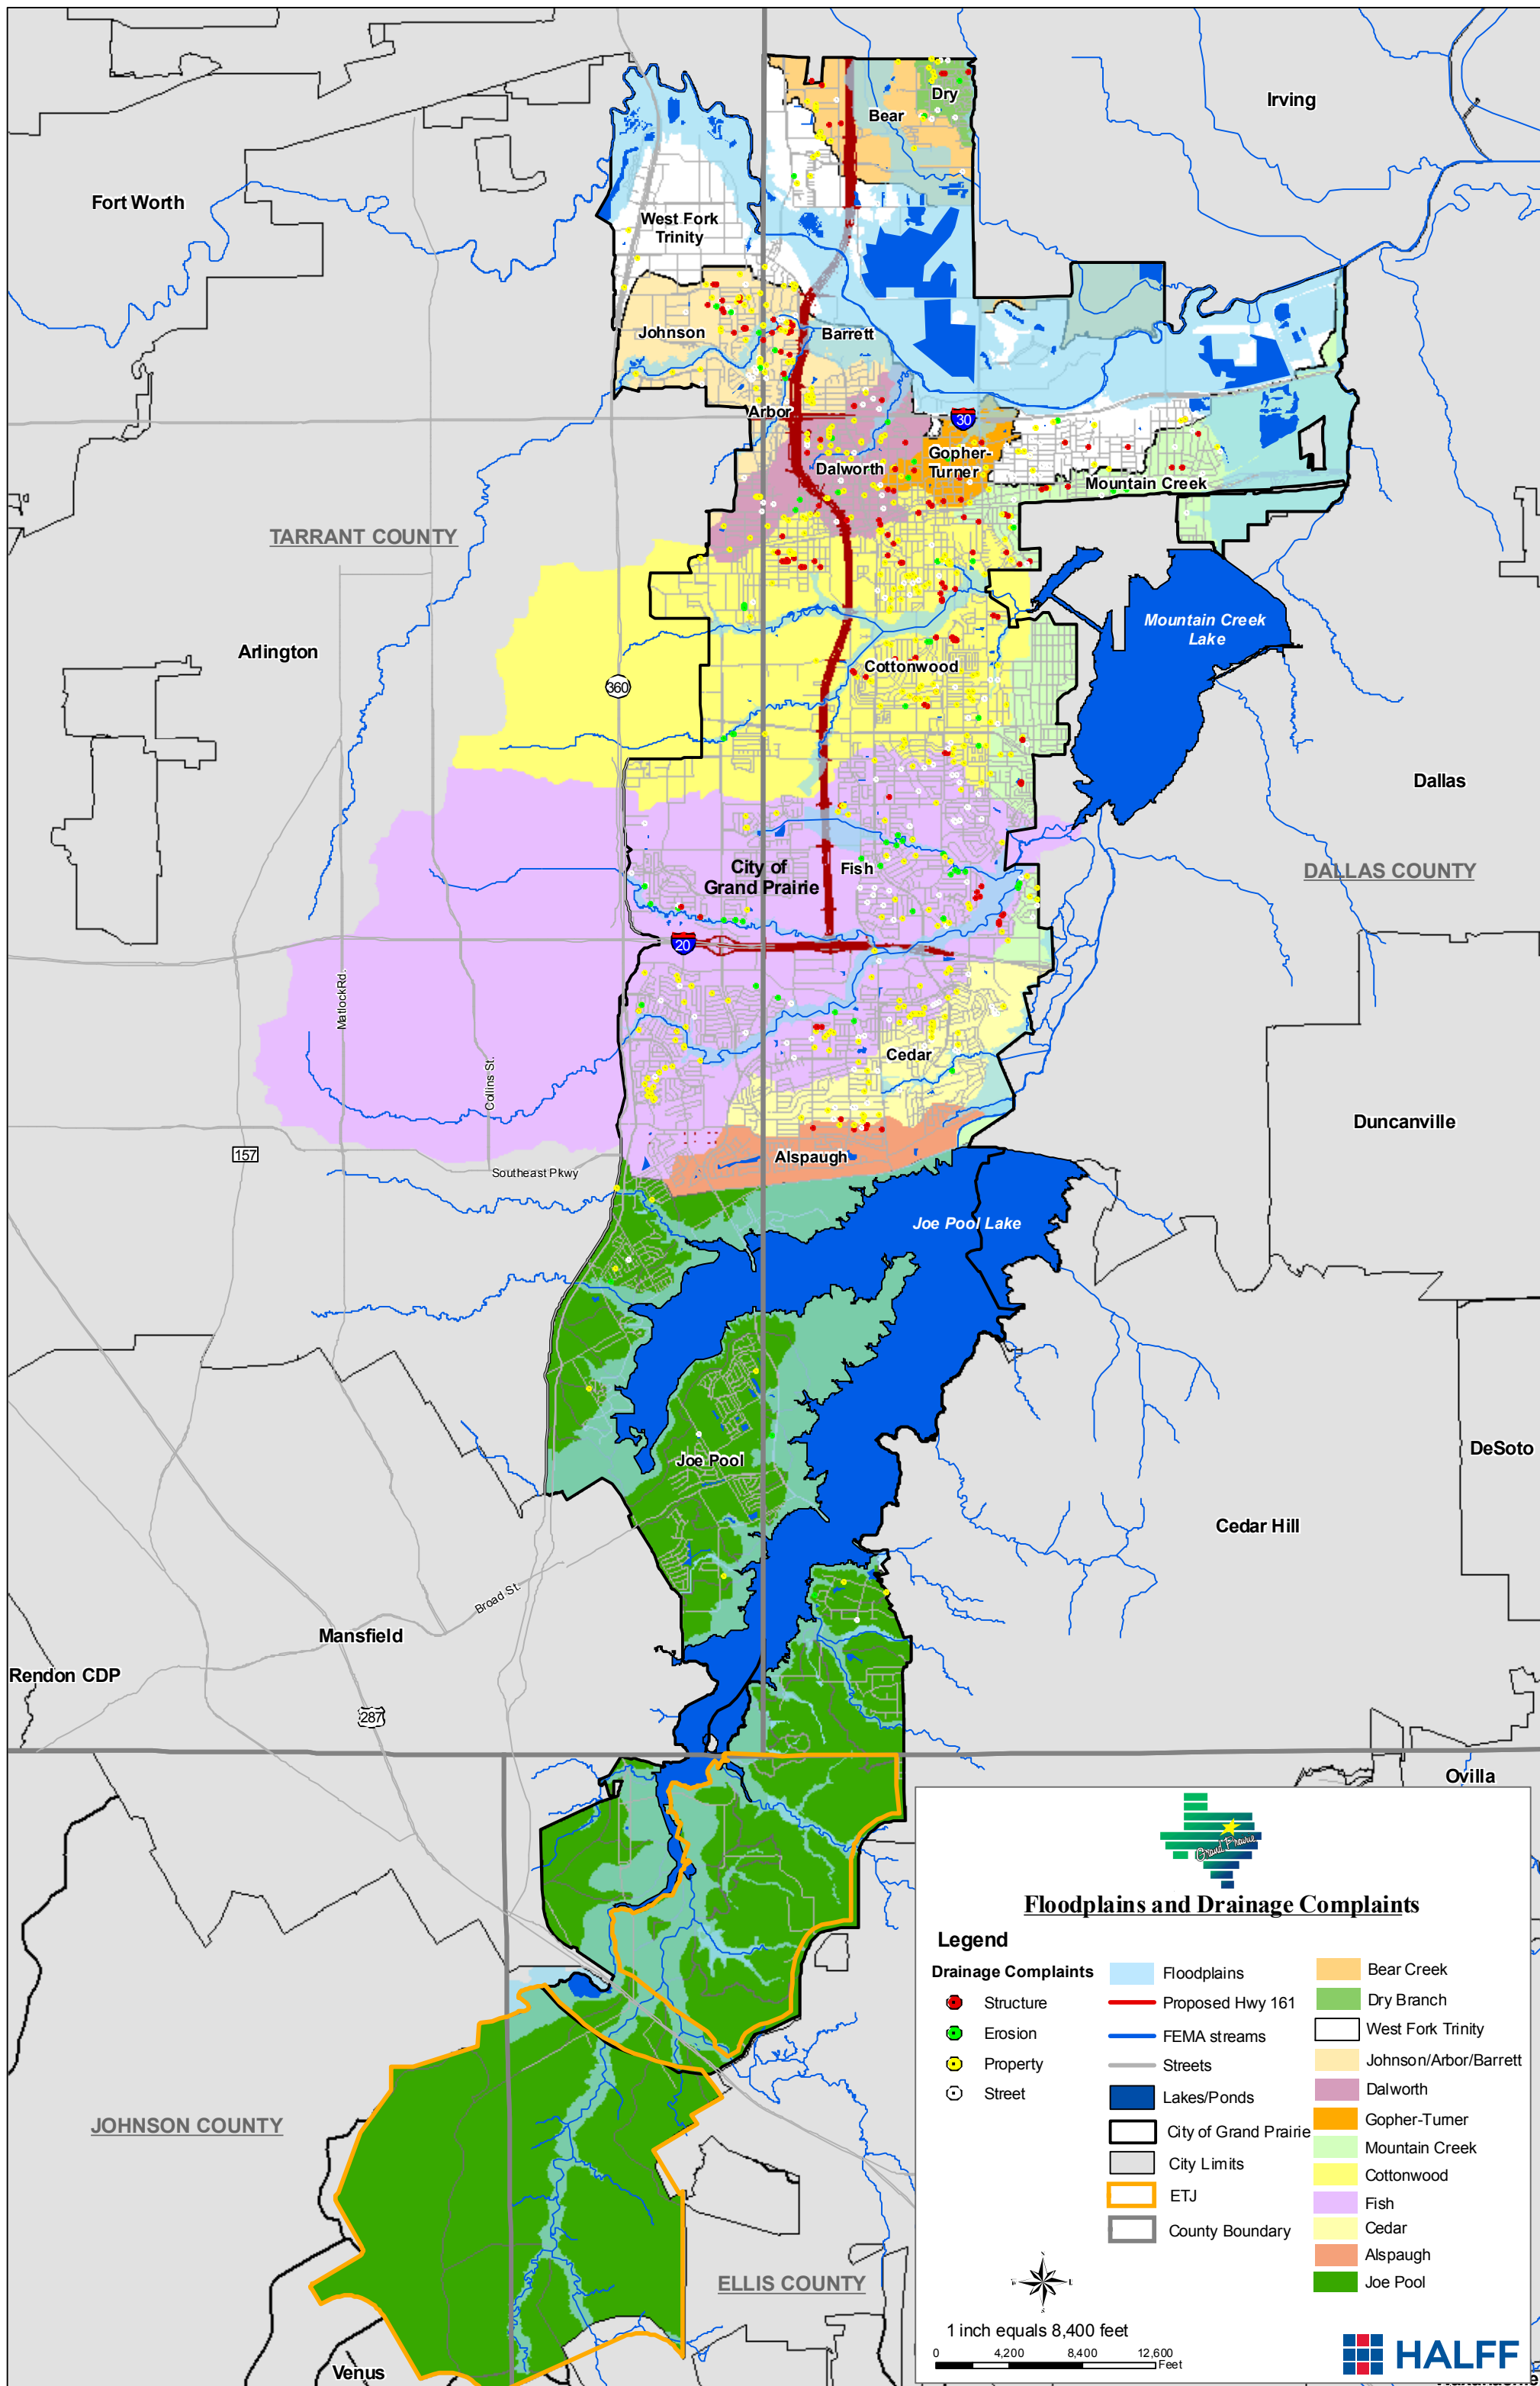 Irving
Dry
Bear
Fort Worth
West Fork
Trinity
Johnson
Barrett
Arbor
30
Gopher-
Turner
Dalworth
Mountain Creek
TARRANT COUNTY
Mountain Creek
Lake
Arlington
Cottonwood
360
Dallas
City of
Grand Prairie
Fish
DALLAS COUNTY
20
Matlock Rd.
Collins St.
Cedar
Duncanville
157
Alspaugh
Southeast Pkwy
Joe Pool Lake
DeSoto
Joe Pool
Cedar Hill
Broad St.
Mansfield
Rendon CDP
287
Ovilla
Grand Prairie
Floodplains and Drainage Complaints
Legend
Drainage Complaints
Structure
Erosion
Property
Street
Floodplains
Proposed Hwy 161
FEMA streams
Streets
Lakes/Ponds
City of Grand Prairie
City Limits
ETJ
County Boundary
Bear Creek
Dry Branch
West Fork Trinity
Johnson/Arbor/Barrett
Dalworth
Gopher-Turner
Mountain Creek
Cottonwood
Fish
Cedar
Alspaugh
Joe Pool
JOHNSON COUNTY
ELLIS COUNTY
1 inch equals 8,400 feet
0 4,200 8,400 12,600
Feet
HALFF
Venus